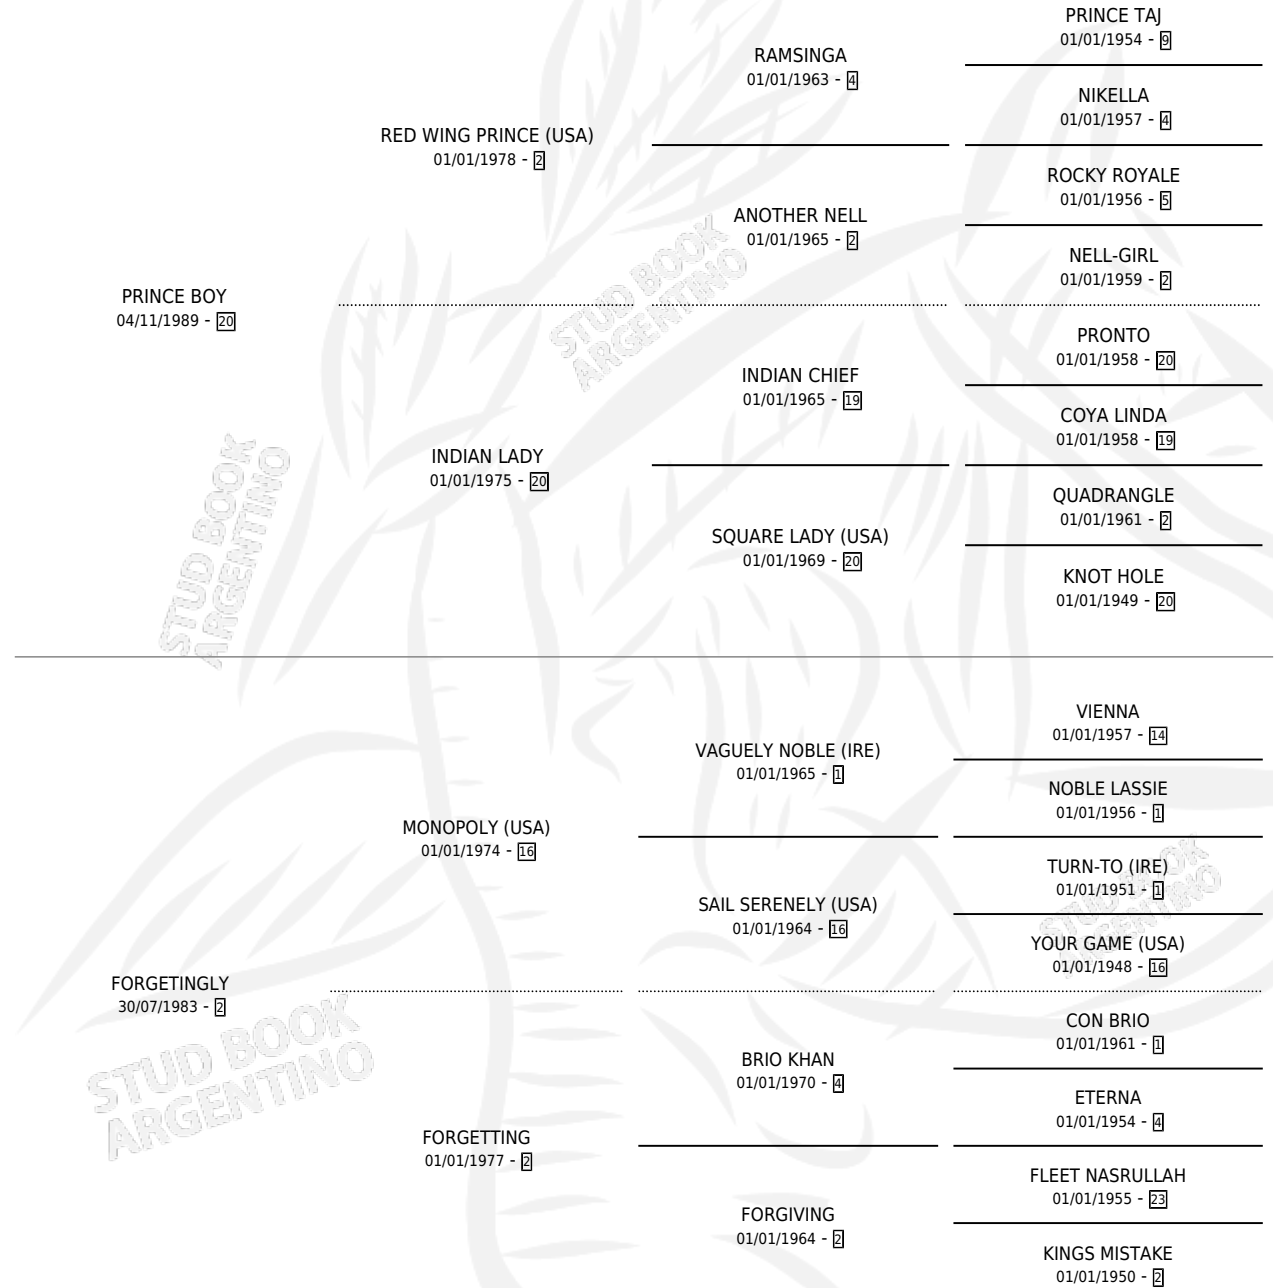 PRINCE TAJ
01/01/1954 - 9
RAMSINGA
01/01/1963 - 4
NIKELLA
01/01/1957 - 4
RED WING PRINCE (USA)
01/01/1978 - 2
ROCKY ROYALE
01/01/1956 - 5
ANOTHER NELL
01/01/1965 - 2
NELL-GIRL
01/01/1959 - 2
PRINCE BOY
04/11/1989 - 20
PRONTO
01/01/1958 - 20
INDIAN CHIEF
01/01/1965 - 19
COYA LINDA
01/01/1958 - 19
INDIAN LADY
01/01/1975 - 20
QUADRANGLE
01/01/1961 - 2
SQUARE LADY (USA)
01/01/1969 - 20
KNOT HOLE
01/01/1949 - 20
VIENNA
01/01/1957 - 14
VAGUELY NOBLE (IRE)
01/01/1965 - 1
NOBLE LASSIE
01/01/1956 - 1
MONOPOLY (USA)
01/01/1974 - 16
TURN-TO (IRE)
01/01/1951 - 1
SAIL SERENELY (USA)
01/01/1964 - 16
YOUR GAME (USA)
01/01/1948 - 16
FORGETINGLY
30/07/1983 - 2
CON BRIO
01/01/1961 - 1
BRIO KHAN
01/01/1970 - 4
ETERNA
01/01/1954 - 4
FORGETTING
01/01/1977 - 2
FLEET NASRULLAH
01/01/1955 - 23
FORGIVING
01/01/1964 - 2
KINGS MISTAKE
01/01/1950 - 2
STUD BOOK
ARGENTINO
STUD BOOK
ARGENTINO
STUD BOOK
ARGENTINO
STUD BOOK
ARGENTINO